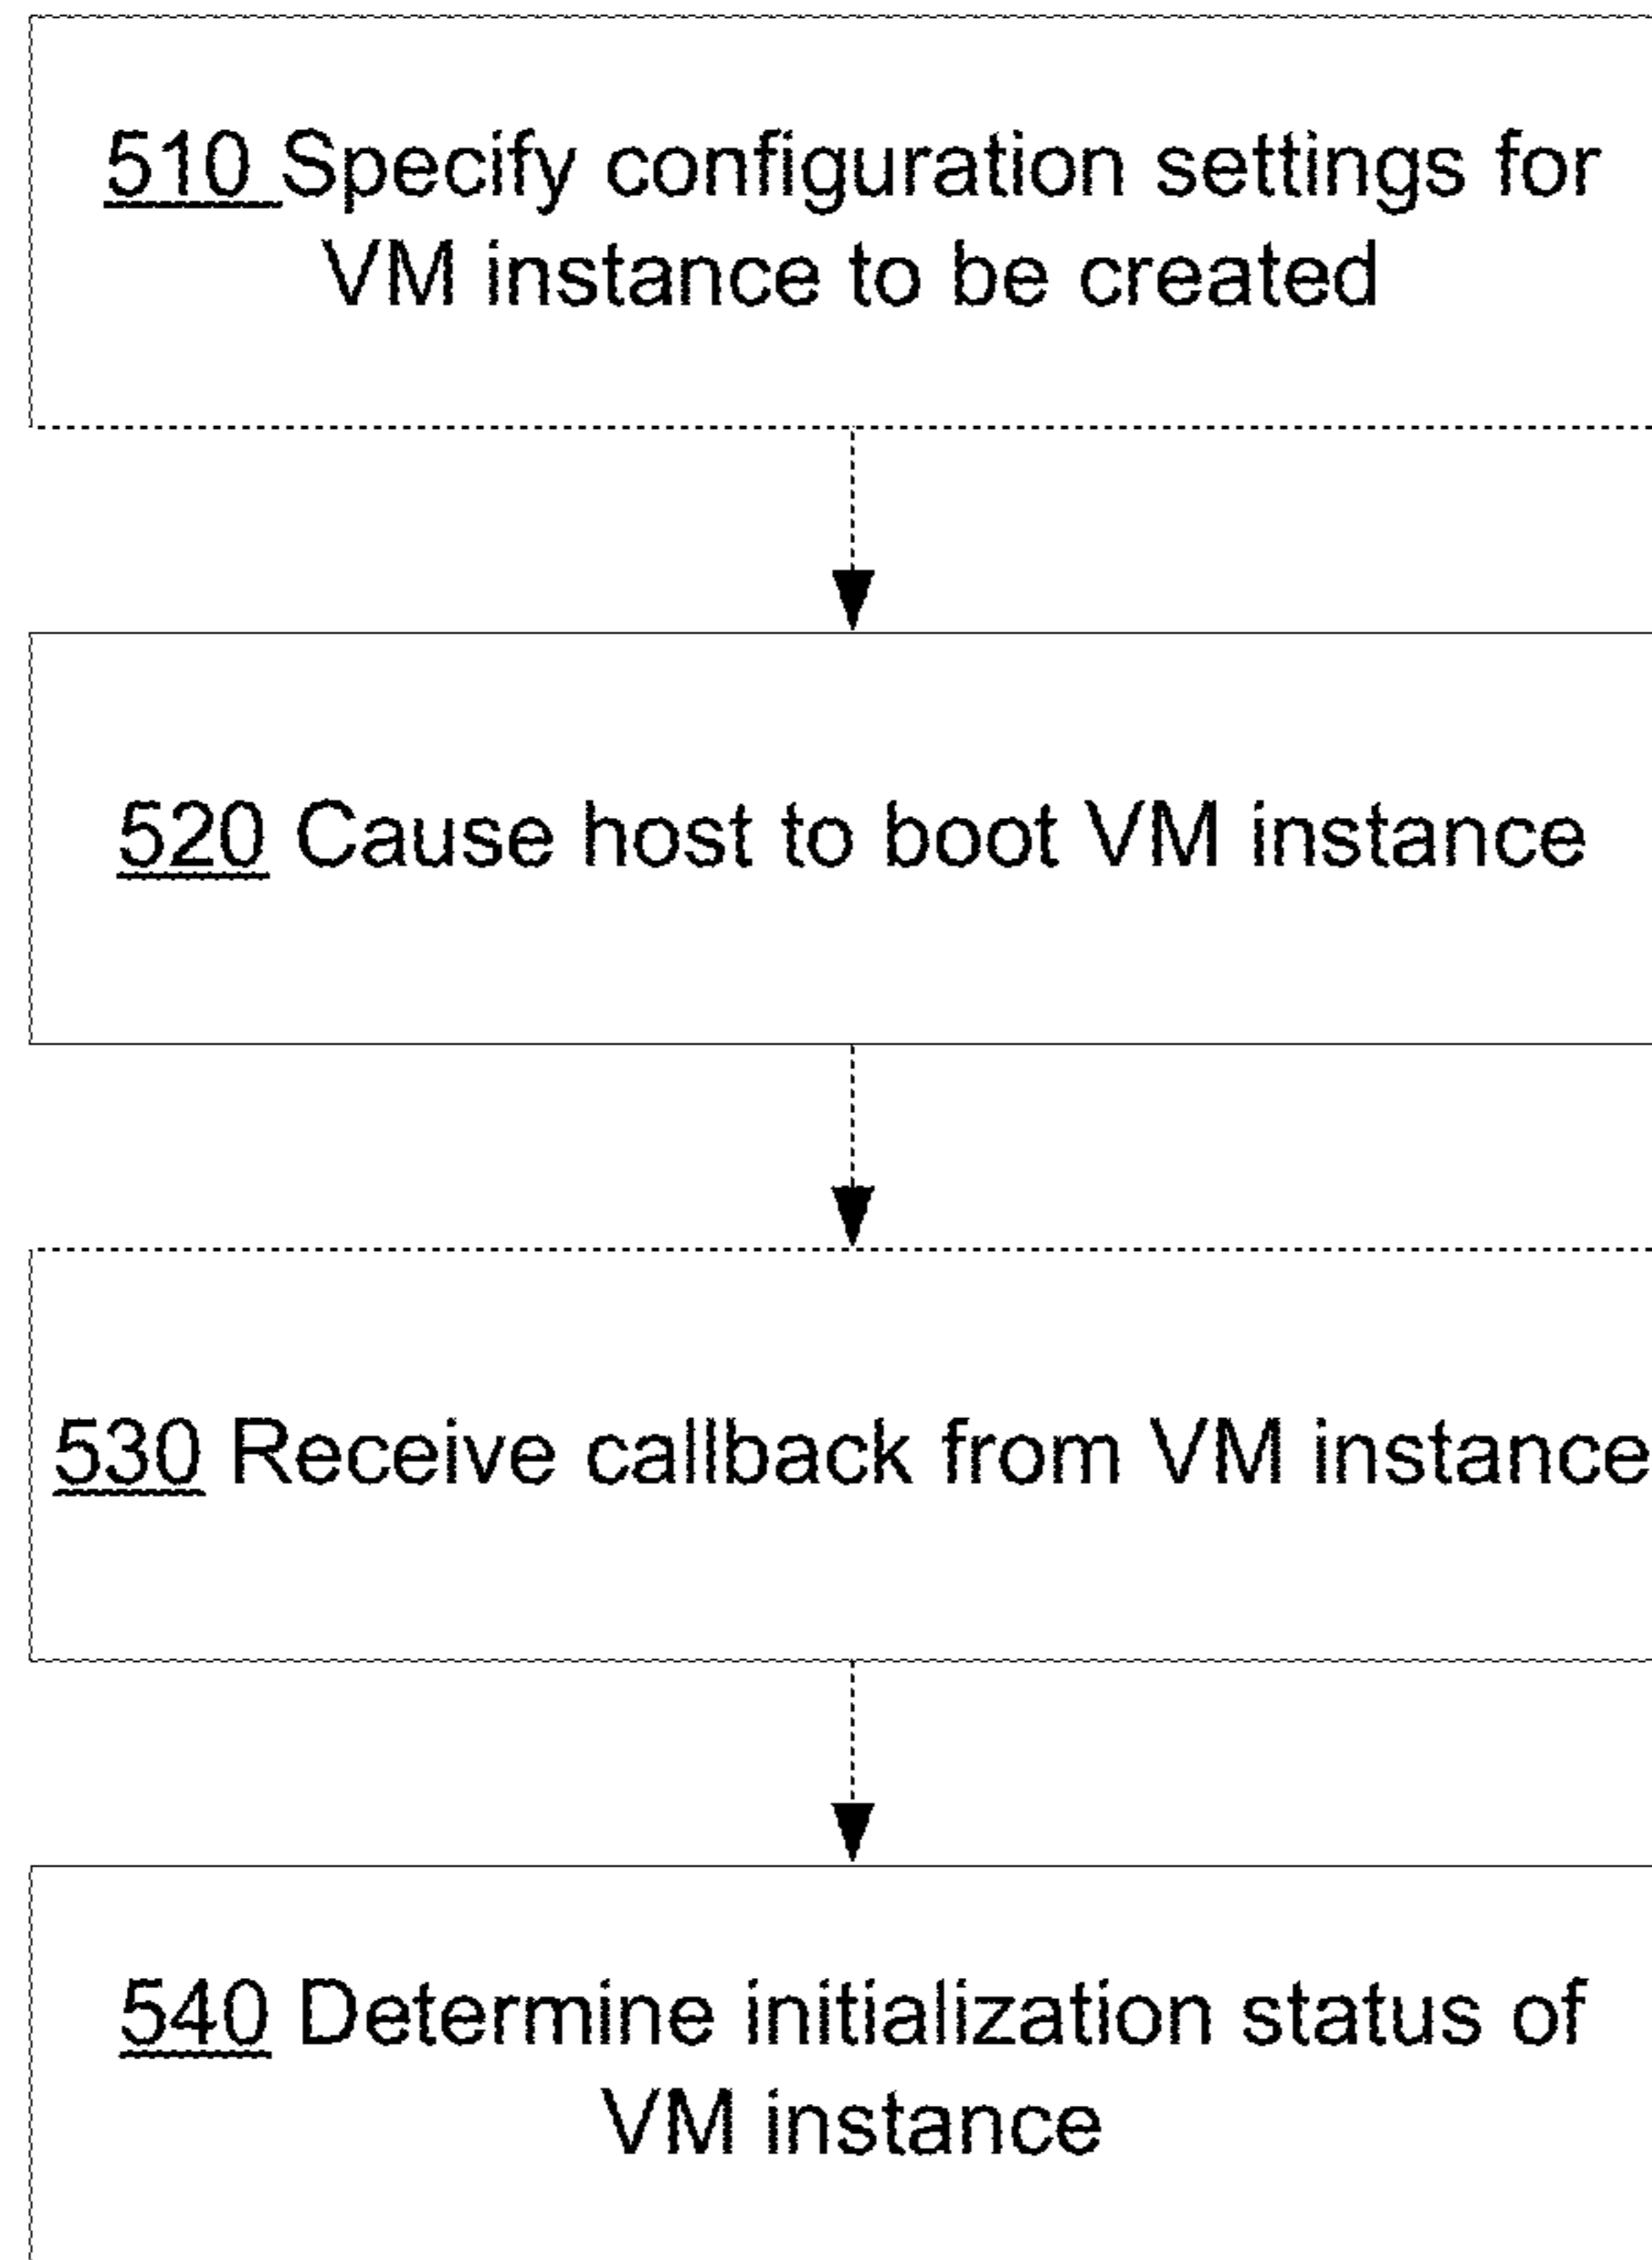 510 Specify configuration settings for
VM instance to be created
520 Cause host to boot VM instance
530 Receive callback from VM instance
540 Determine initialization status of
VM instance